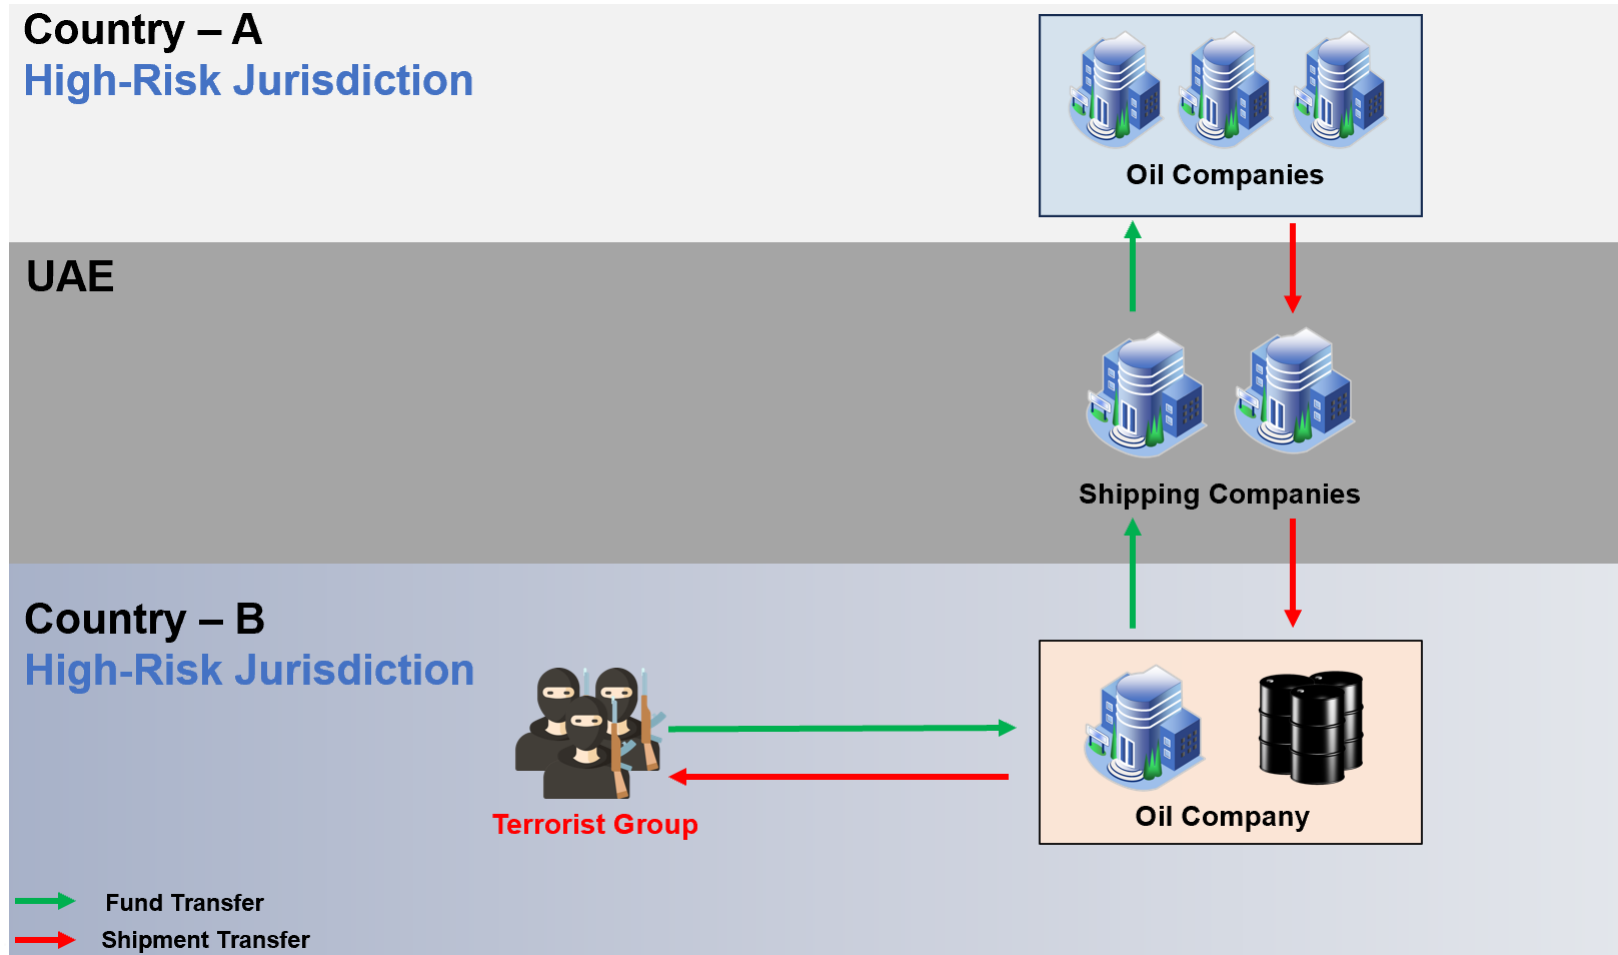 Country – A
High-Risk Jurisdiction
Oil Companies
UAE
Shipping Companies
Country – B
High-Risk Jurisdiction
Terrorist Group
Oil Company
Fund Transfer
Shipment Transfer